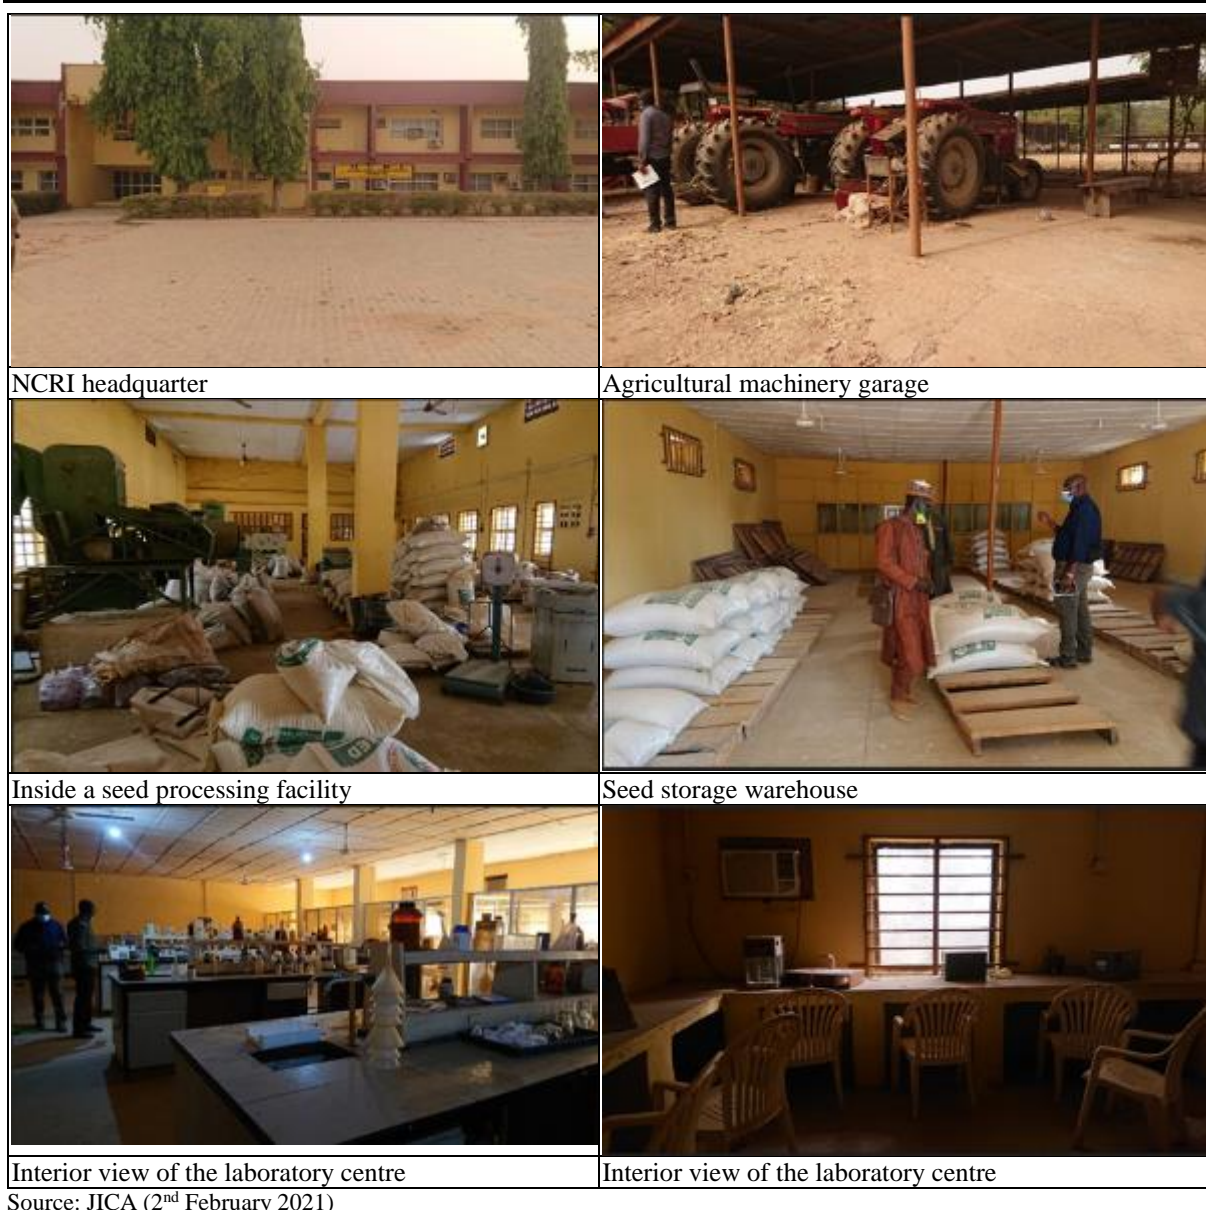 NCRI headquarter
Agricultural machinery garage
Inside a seed processing facility
Seed storage warehouse
Interior view of the laboratory centre
Interior view of the laboratory centre
Source: JICA (2nd February 2021)